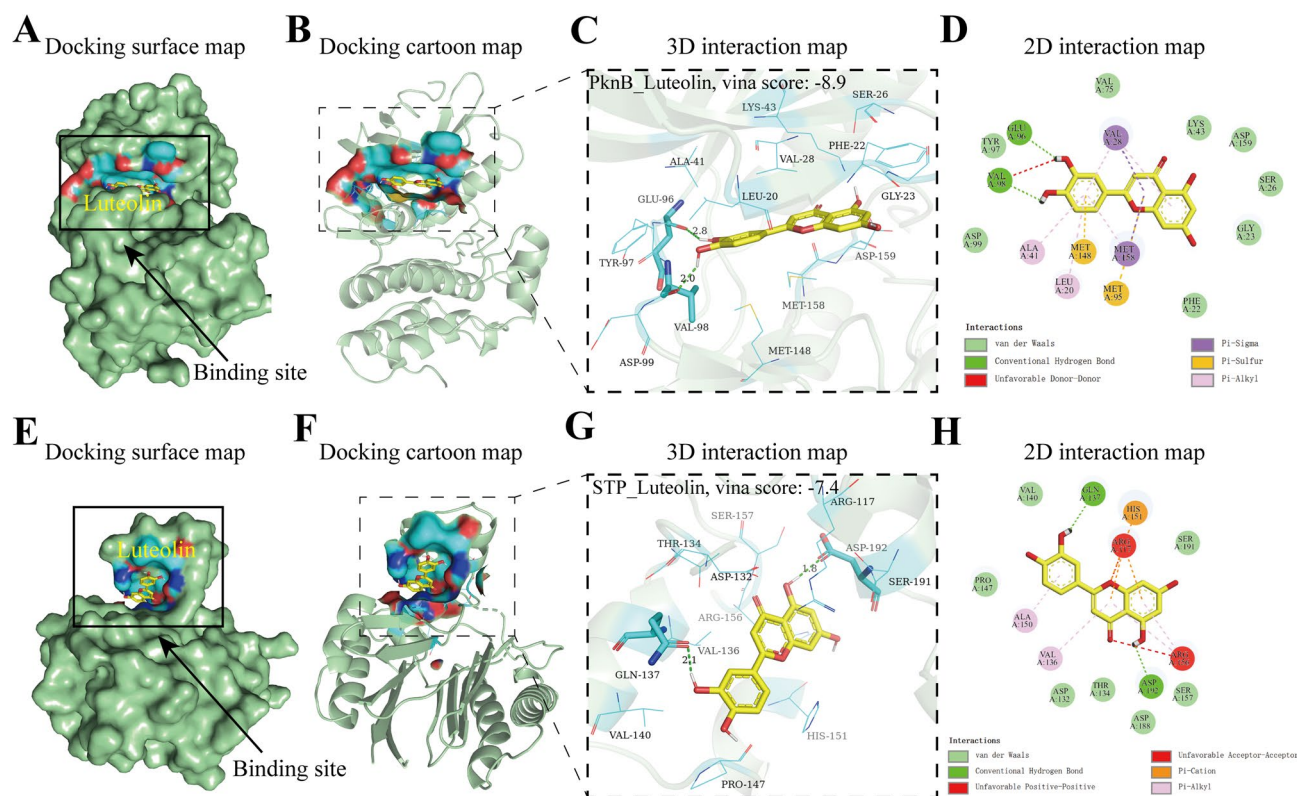 A
Docking surface map
Luteolin
Binding site
B
Docking cartoon map
C
3D interaction map
PknB_Luteolin, vina score: -8.9
LYS-43
SER-26
PHE-22
ALA-41
VAL-28
GLU-96
LEU-20
GLY-23
2.8
TYR-97
ASP-159
2.0
MET-158
VAL-98
MET-148
ASP-99
D
2D interaction map
VAL
A:75
GLU
A:96
VAL
A:28
LYS
A:43
TYR
A:97
ASP
A:159
VAL
A:98
SER
A:26
ASP
A:99
GLY
A:23
ALA
A:41
MET
A:148
MET
A:158
LEU
A:20
MET
A:95
PHE
A:22
Interactions
van der Waals
Conventional Hydrogen Bond
Unfavorable Donor-Donor
Pi-Sigma
Pi-Sulfur
Pi-Alkyl
E
Docking surface map
Luteolin
Binding site
F
Docking cartoon map
G
3D interaction map
STP_Luteolin, vina score: -7.4
ARG-117
SER-157
THR-134
ASP-192
ASP-132
1.8
SER-191
ARG-156
VAL-136
2.1
GLN-137
VAL-140
HIS-151
PRO-147
H
2D interaction map
VAL
A:140
GLN
A:137
HIS
A:151
ARG
SER
A:191
PRO
A:147
ALA
A:150
VAL
A:136
ARG
ASP
A:132
THR
A:134
ASP
A:192
SER
A:157
ASP
A:188
Interactions
van der Waals
Conventional Hydrogen Bond
Unfavorable Positive-Positive
Unfavorable Acceptor-Acceptor
Pi-Cation
Pi-Alkyl